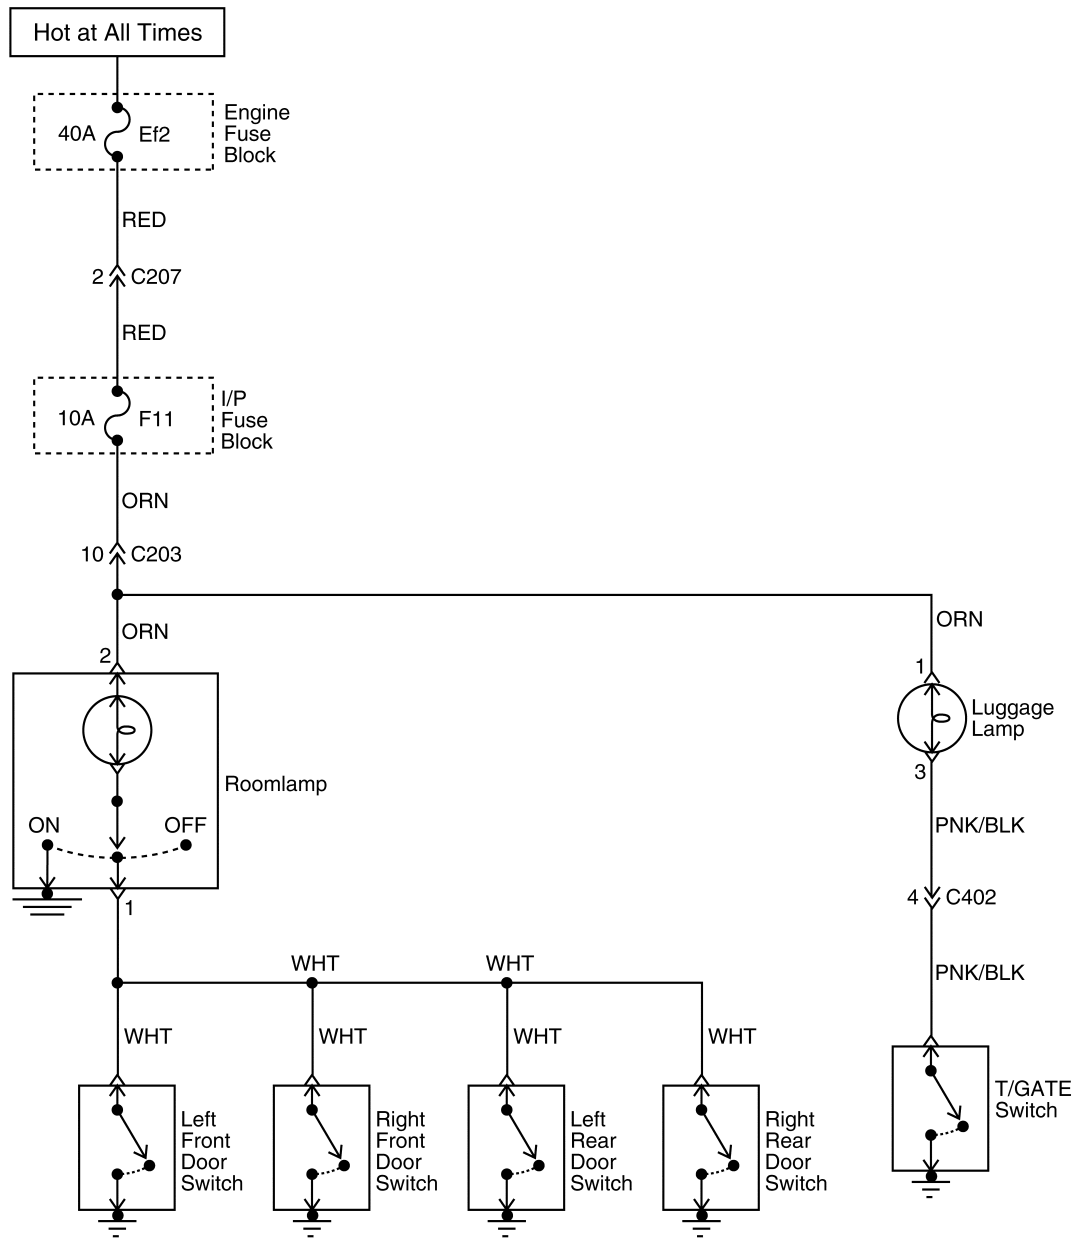 Hot at All Times
40A
Ef2
Engine
Fuse
Block
RED
2
C207
RED
10A
F11
I/P
Fuse
Block
ORN
10
C203
ORN
2
ORN
1
Luggage
Lamp
3
Roomlamp
ON
OFF
1
PNK/BLK
4
C402
PNK/BLK
WHT
WHT
WHT
WHT
WHT
WHT
Left
Front
Door
Switch
Right
Front
Door
Switch
Left
Rear
Door
Switch
Right
Rear
Door
Switch
T/GATE
Switch